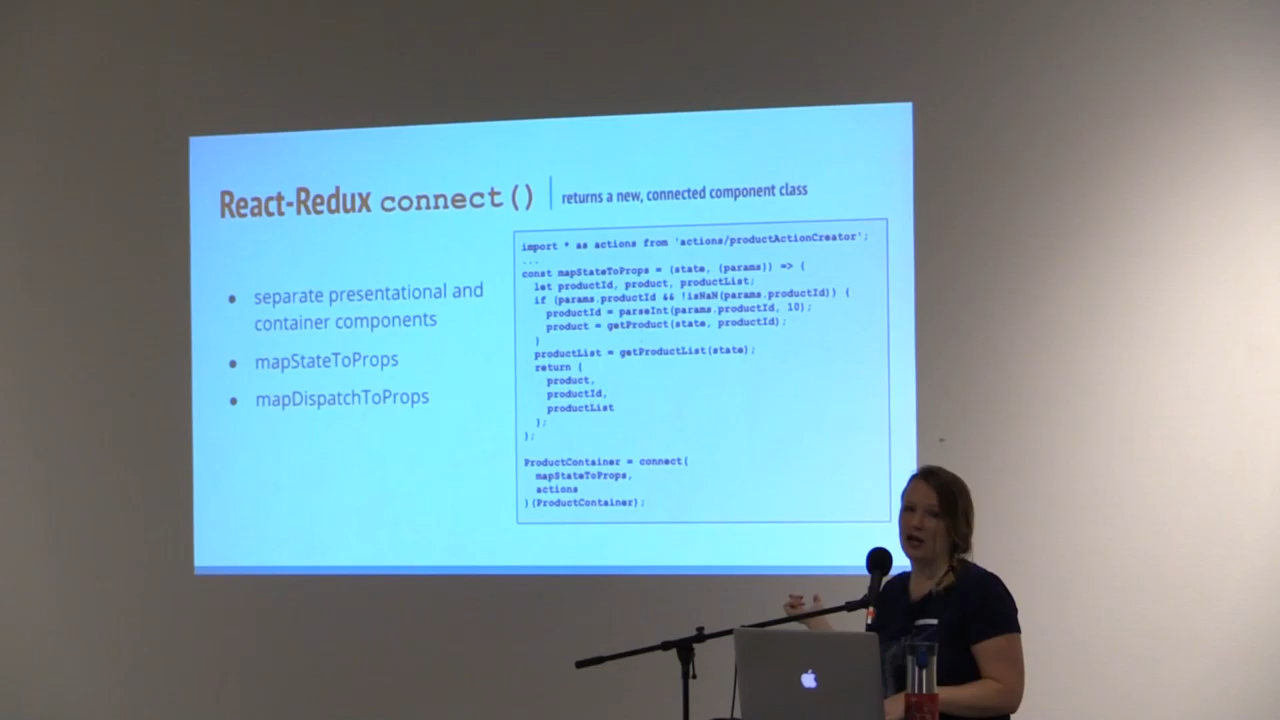 React-Redux connect() | returns a new, connected component class
• separate presentational and
container components
• mapStateToProps
• mapDispatchToProps
import * as actions from 'actions/productActionCreator';
...
const mapStateToProps = (state, {params}) => {
let productId, product, productList;
if (params.productId && !isNaN(params.productId)) {
productId = parseInt(params.productId, 10);
product = getProduct(state, productId);
}
productList = getProductList(state);
return {
product,
productId,
productList
};
};
ProductContainer = connect(
mapStateToProps,
actions
)(ProductContainer);